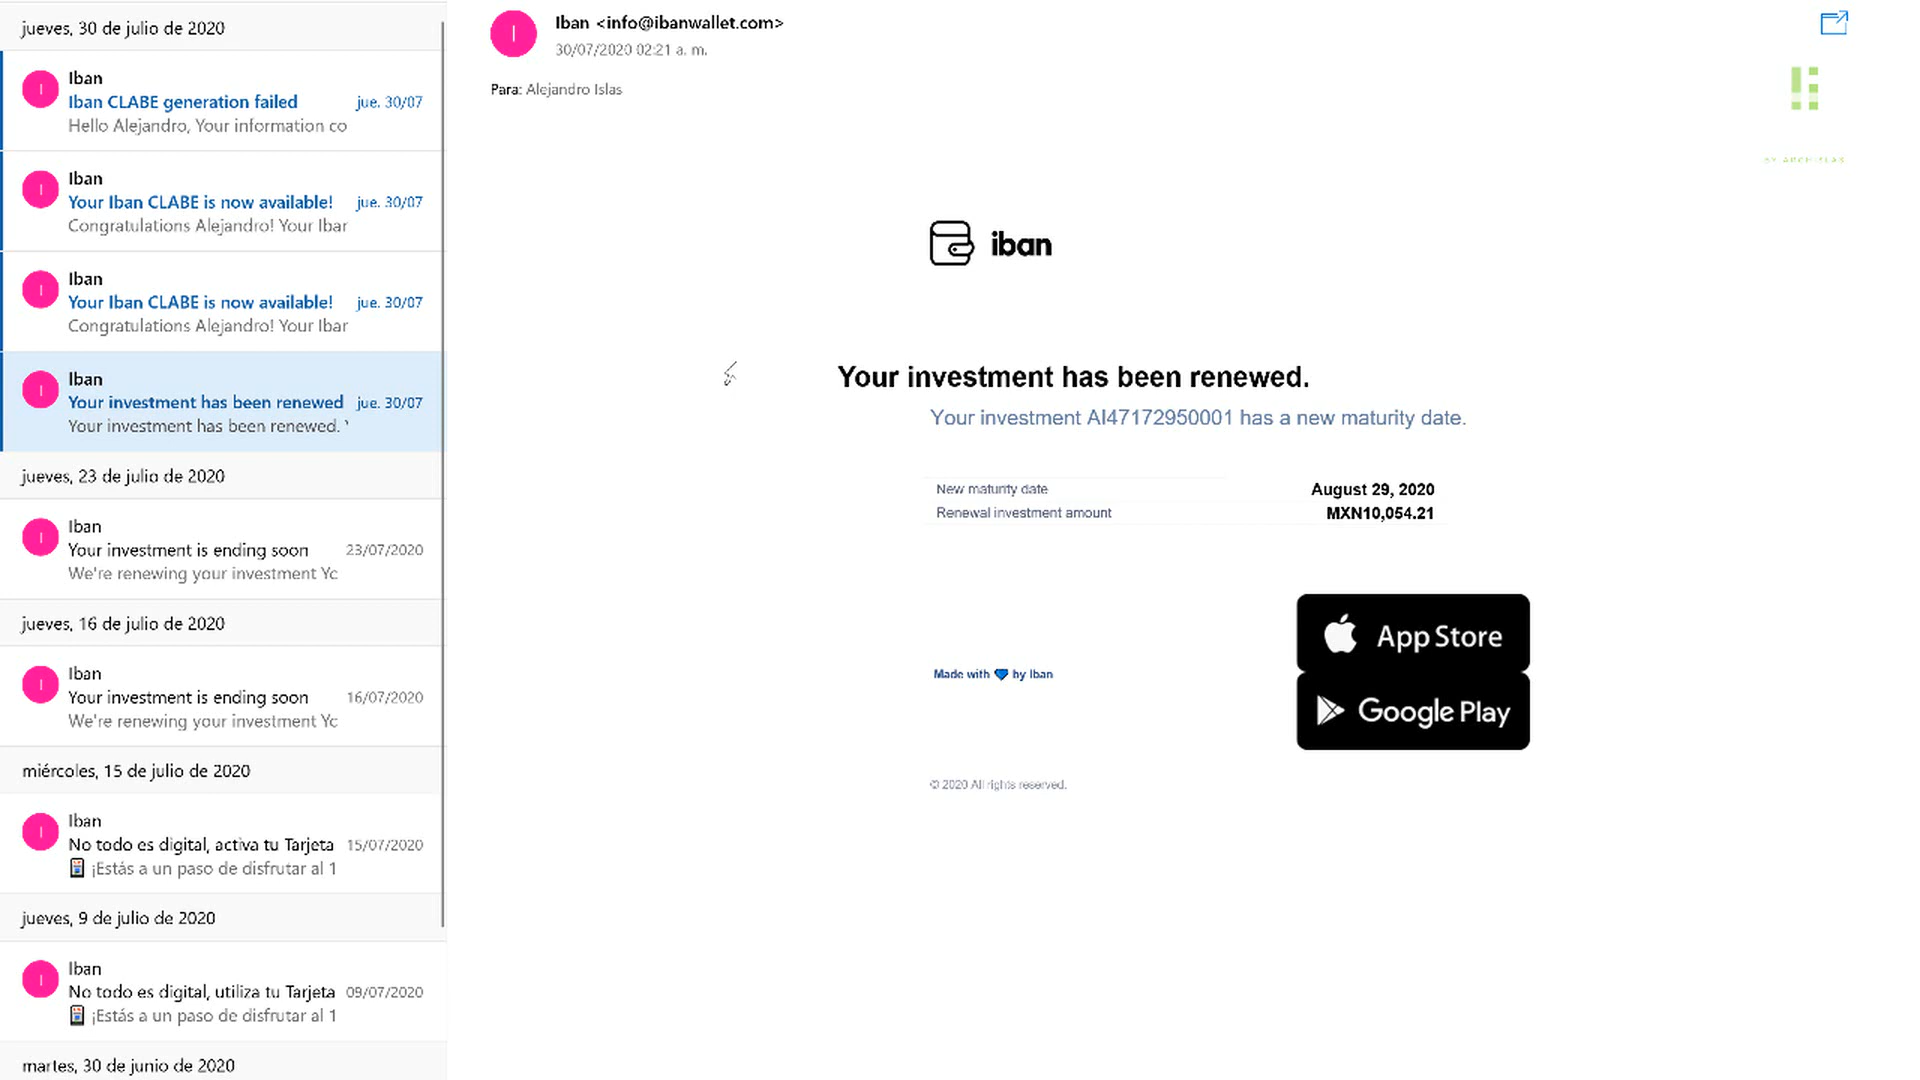 jueves, 30 de julio de 2020
I
Iban
Iban CLABE generation failed
jue. 30/07
Hello Alejandro, Your information co
I
Iban
Your Iban CLABE is now available!
jue. 30/07
Congratulations Alejandro! Your Ibar
I
Iban
Your Iban CLABE is now available!
jue. 30/07
Congratulations Alejandro! Your Ibar
I
Iban
Your investment has been renewed
jue. 30/07
Your investment has been renewed.
jueves, 23 de julio de 2020
I
Iban
Your investment is ending soon
23/07/2020
We're renewing your investment Yc
jueves, 16 de julio de 2020
I
Iban
Your investment is ending soon
16/07/2020
We're renewing your investment Yc
miércoles, 15 de julio de 2020
I
Iban
No todo es digital, activa tu Tarjeta
15/07/2020
¡Estás a un paso de disfrutar al 1
jueves, 9 de julio de 2020
I
Iban
No todo es digital, utiliza tu Tarjeta
09/07/2020
¡Estás a un paso de disfrutar al 1
martes, 30 de junio de 2020
I
Iban <info@ibanwallet.com>
30/07/2020 02:21 a. m.
Para: Alejandro Islas
iban
Your investment has been renewed.
Your investment AI47172950001 has a new maturity date.
New maturity date
August 29, 2020
Renewal investment amount
MXN10,054.21
App Store
Made with by Iban
Google Play
© 2020 All rights reserved.